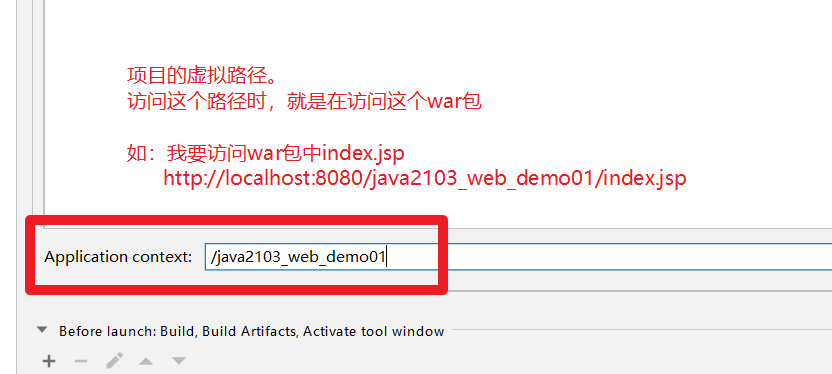 项目的虚拟路径。
访问这个路径时，就是在访问这个war包
如：我要访问war包中index.jsp
http://localhost:8080/java2103_web_demo01/index.jsp
Application context: /java2103_web_demo01
Before launch: Build, Build Artifacts, Activate tool window